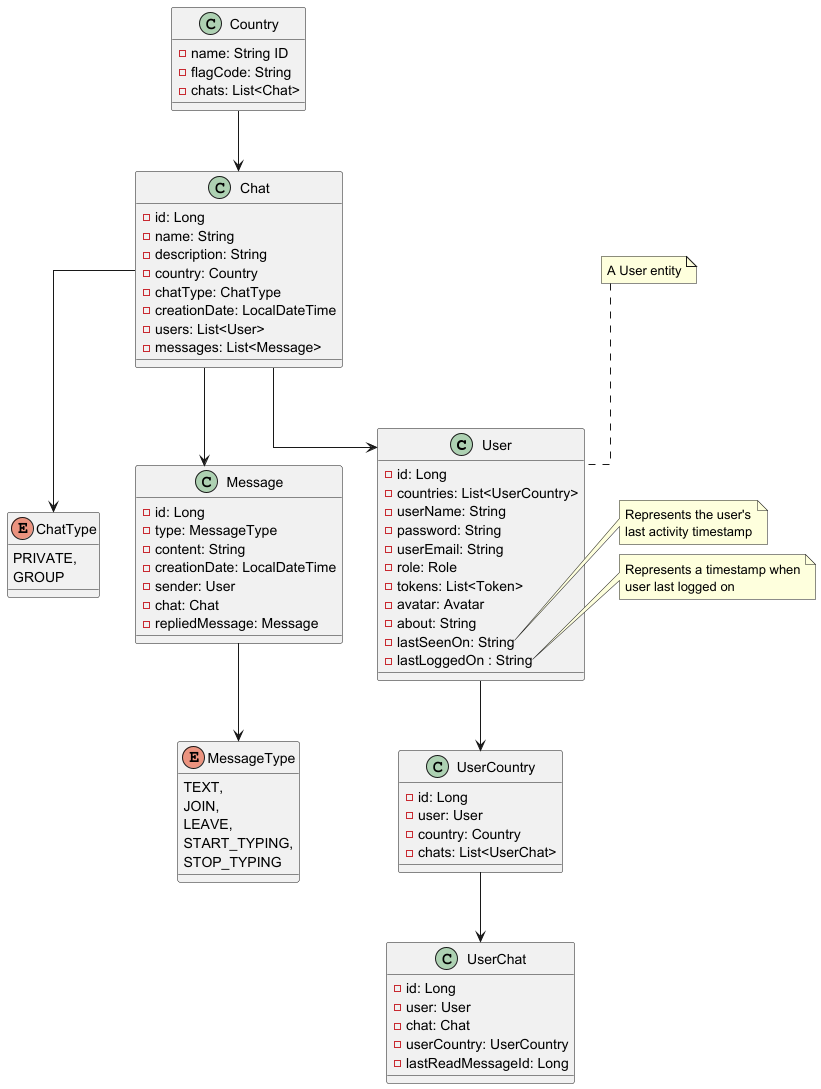 C Country
name: String ID
flagCode: String
chats: List<Chat>
C Chat
id: Long
name: String
description: String
country: Country
chatType: ChatType
creationDate: LocalDateTime
users: List<User>
messages: List<Message>
A User entity
E ChatType
PRIVATE,
GROUP
C Message
id: Long
type: MessageType
content: String
creationDate: LocalDateTime
sender: User
chat: Chat
repliedMessage: Message
C User
id: Long
countries: List<UserCountry>
userName: String
password: String
userEmail: String
role: Role
tokens: List<Token>
avatar: Avatar
about: String
lastSeenOn: String
lastLoggedOn : String
Represents the user's
last activity timestamp
Represents a timestamp when
user last logged on
E MessageType
TEXT,
JOIN,
LEAVE,
START_TYPING,
STOP_TYPING
C UserCountry
id: Long
user: User
country: Country
chats: List<UserChat>
C UserChat
id: Long
user: User
chat: Chat
userCountry: UserCountry
lastReadMessageId: Long